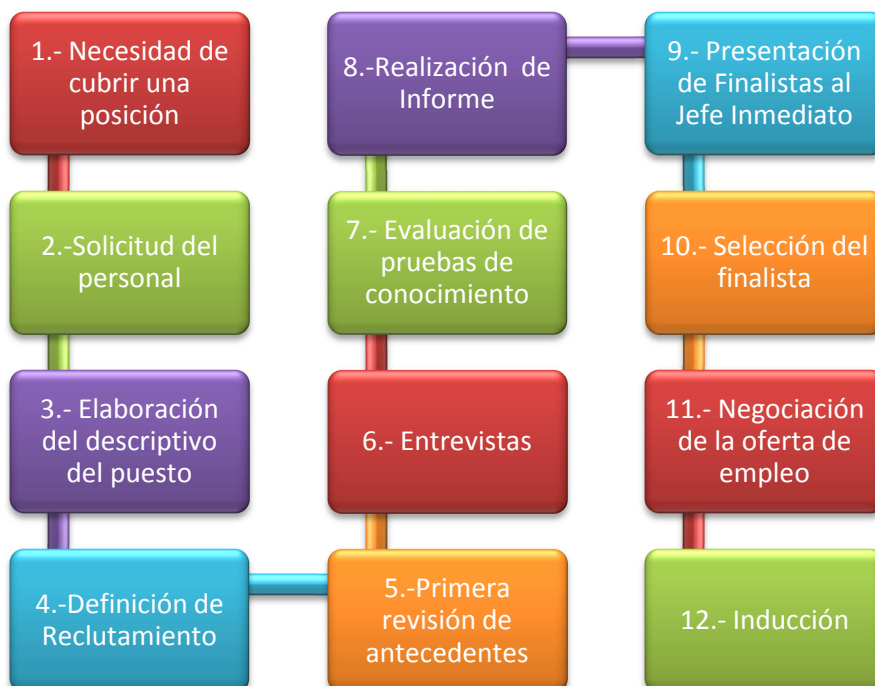 1.- Necesidad de
cubrir una
posición
2.-Solicitud del
personal
3.- Elaboración
del descriptivo
del puesto
4.-Definición de
Reclutamiento
5.-Primera
revisión de
antecedentes
6.- Entrevistas
7.- Evaluación de
pruebas de
conocimiento
8.-Realización de
Informe
9.- Presentación
de Finalistas al
Jefe Inmediato
10.- Selección del
finalista
11.- Negociación
de la oferta de
empleo
12.- Inducción